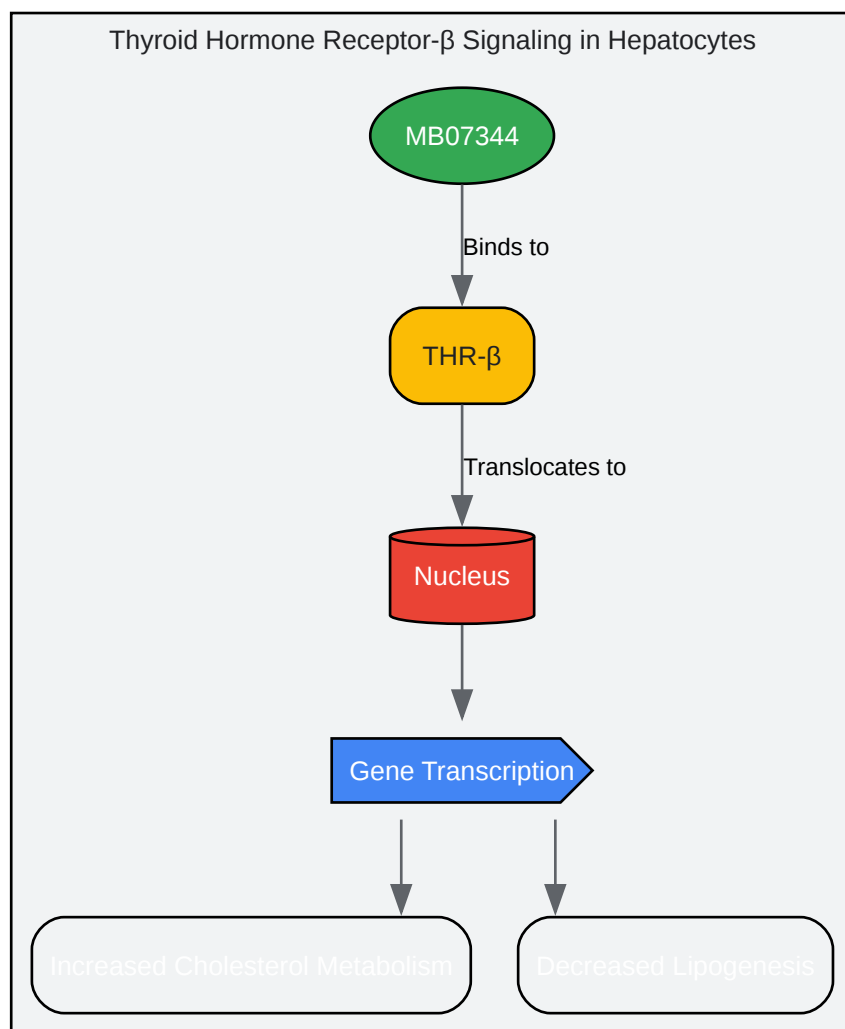 Thyroid Hormone Receptor-β Signaling in Hepatocytes
MB07344
Binds to
THR-β
Translocates to
Nucleus
Gene Transcription
Increased Cholesterol Metabolism
Decreased Lipogenesis